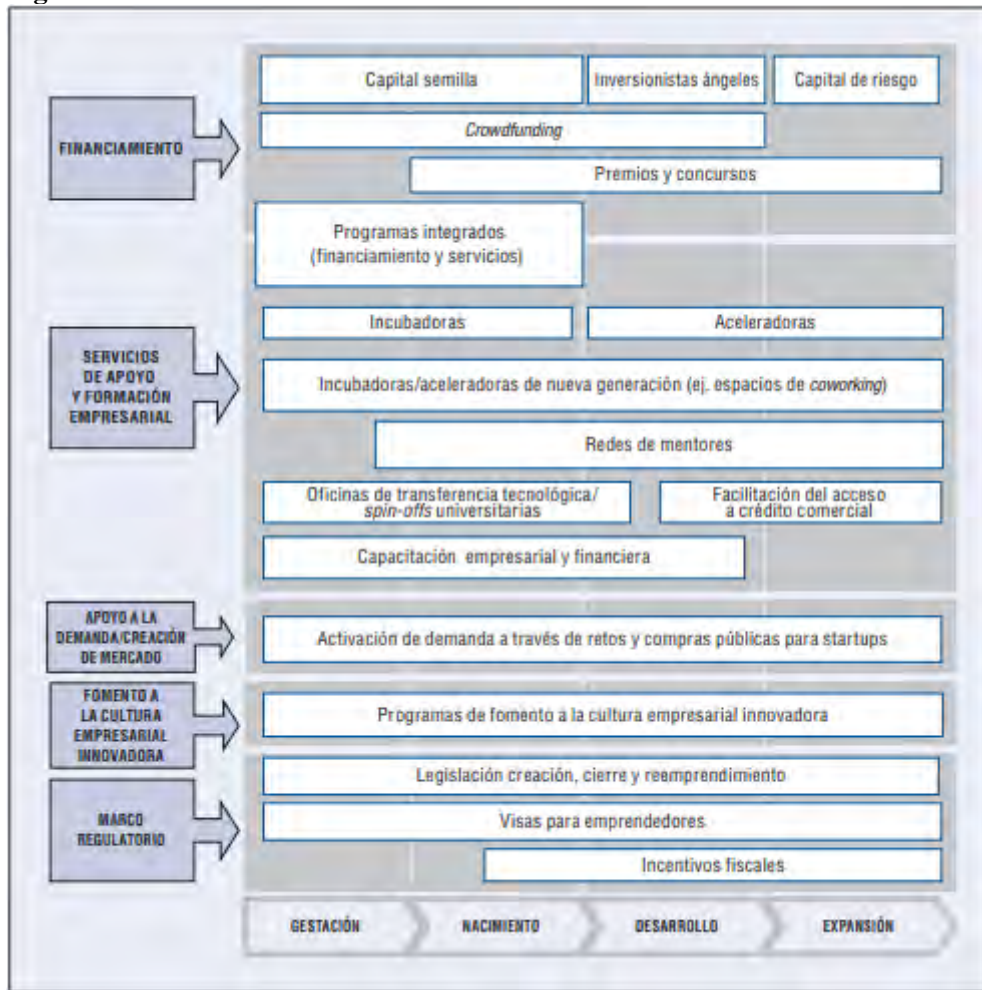 FINANCIAMIENTO
Capital semilla
Inversionistas ángeles
Capital de riesgo
Crowdfunding
Premios y concursos
Programas integrados
(financiamiento y servicios)
SERVICIOS
DE APOYO
Y FORMACIÓN
EMPRESARIAL
Incubadoras
Aceleradoras
Incubadoras/aceleradoras de nueva generación (ej. espacios de coworking)
Redes de mentores
Oficinas de transferencia tecnológica/
spin-offs universitarias
Facilitación del acceso
a crédito comercial
Capacitación empresarial y financiera
APOYO A LA
DEMANDA/CREACIÓN
DE MERCADO
Activación de demanda a través de retos y compras públicas para startups
FOMENTO A
LA CULTURA
EMPRESARIAL
INNOVADORA
Programas de fomento a la cultura empresarial innovadora
MARCO
REGULATORIO
Legislación creación, cierre y reemprendimiento
Visas para emprendedores
Incentivos fiscales
GESTACIÓN
NACIMIENTO
DESARROLLO
EXPANSIÓN